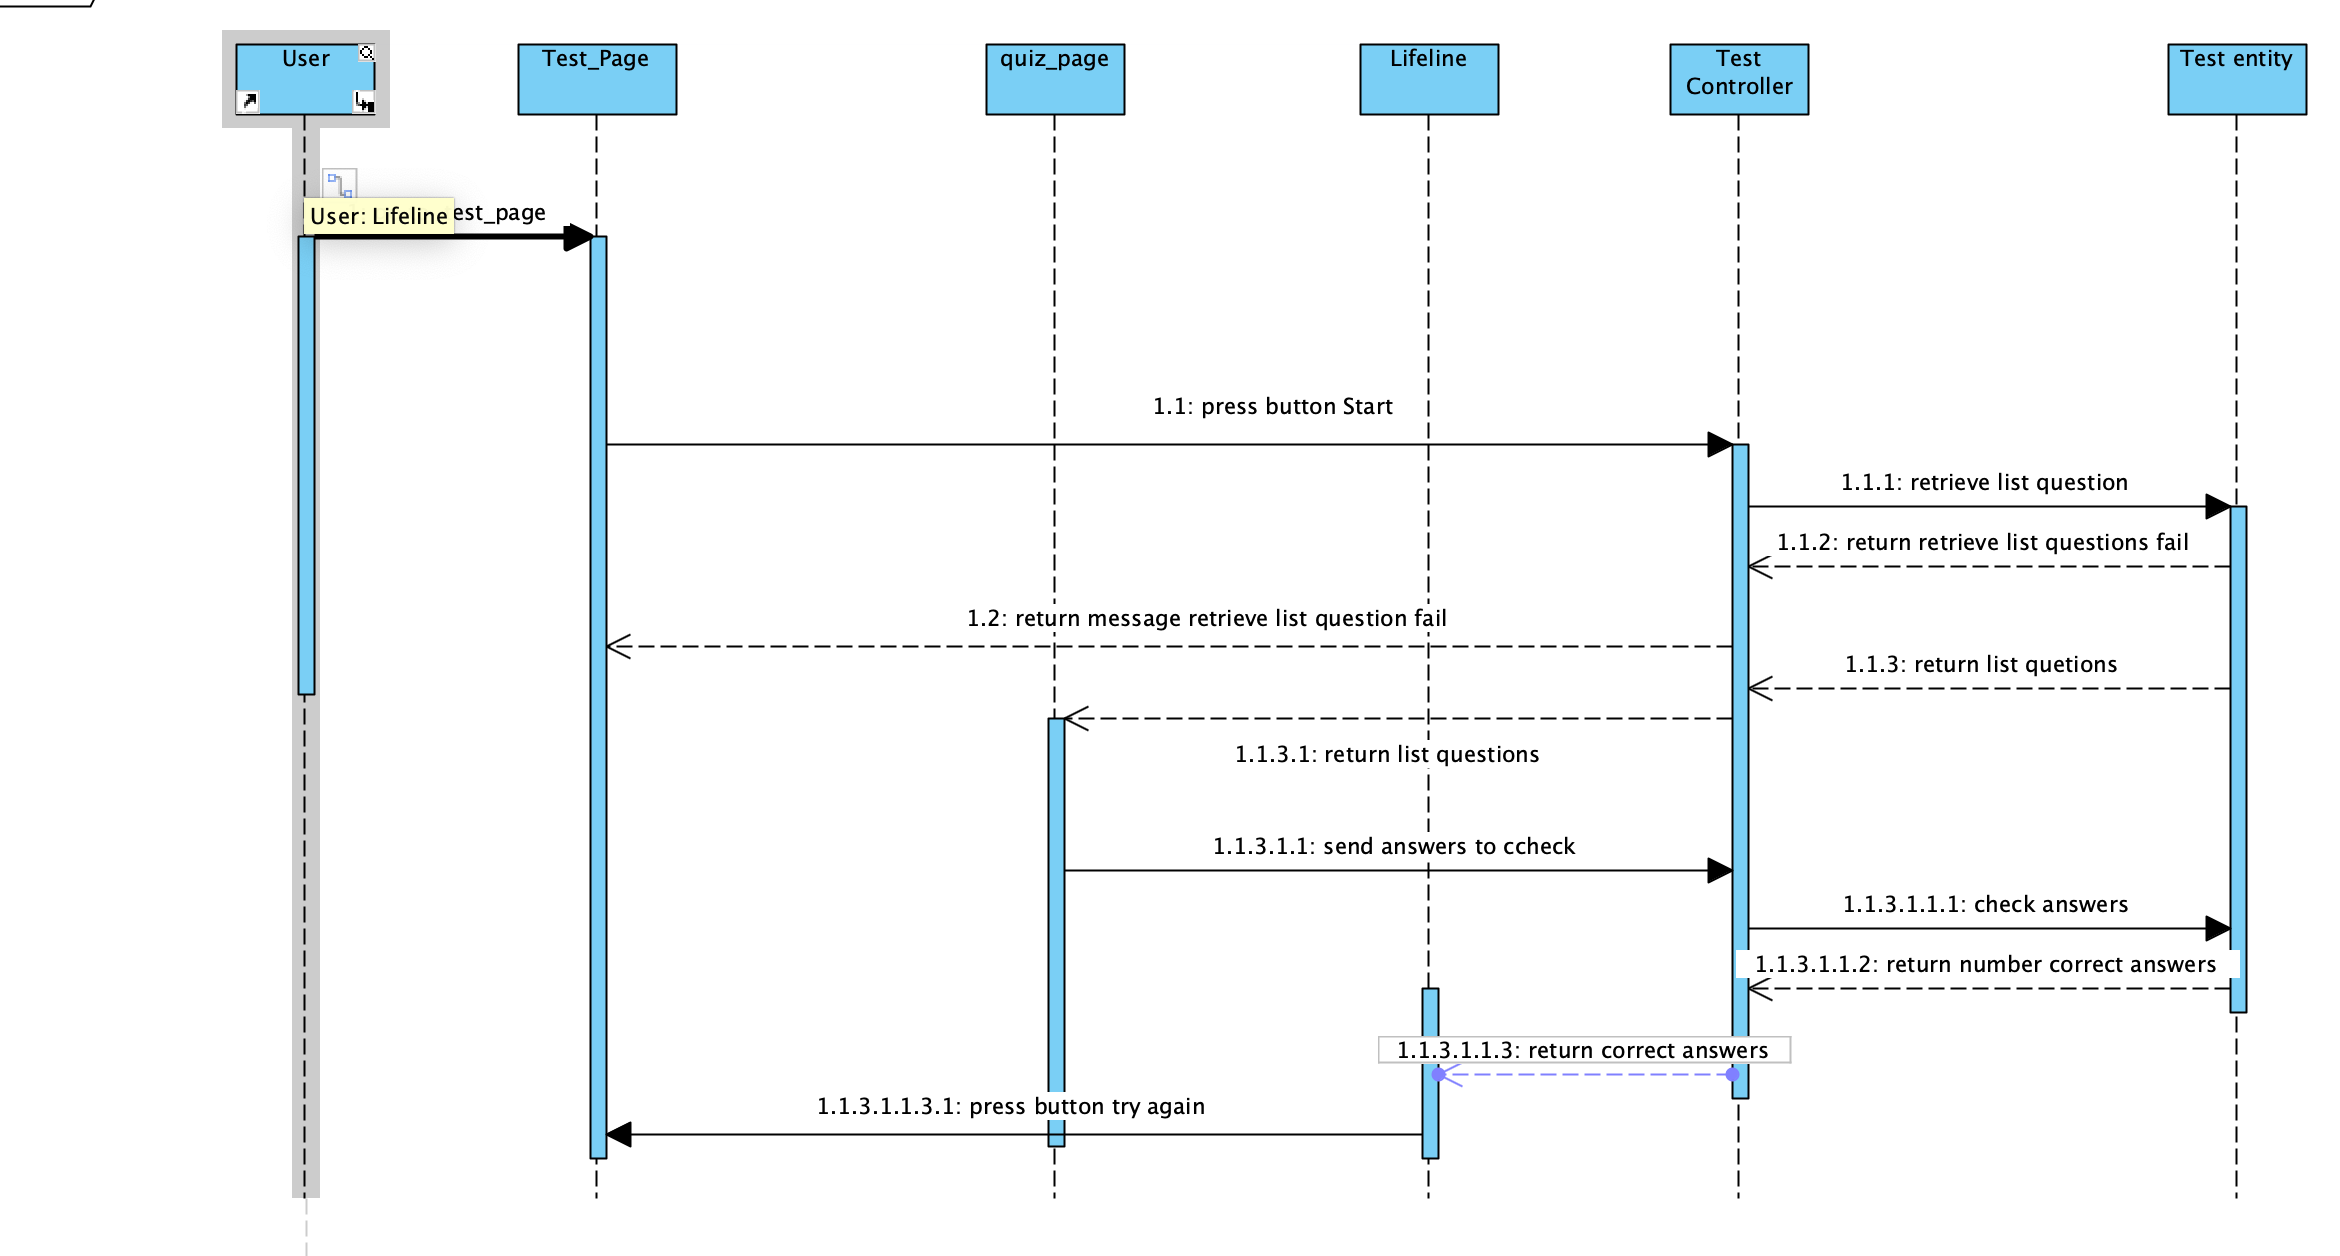 User
Test_Page
quiz_page
Lifeline
Test
Controller
Test entity
User: Lifeline
est_page
1.1: press button Start
1.1.1: retrieve list question
1.1.2: return retrieve list questions fail
1.2: return message retrieve list question fail
1.1.3: return list quetions
1.1.3.1: return list questions
1.1.3.1.1: send answers to ccheck
1.1.3.1.1.1: check answers
1.1.3.1.1.2: return number correct answers
1.1.3.1.1.3: return correct answers
1.1.3.1.1.3.1: press button try again